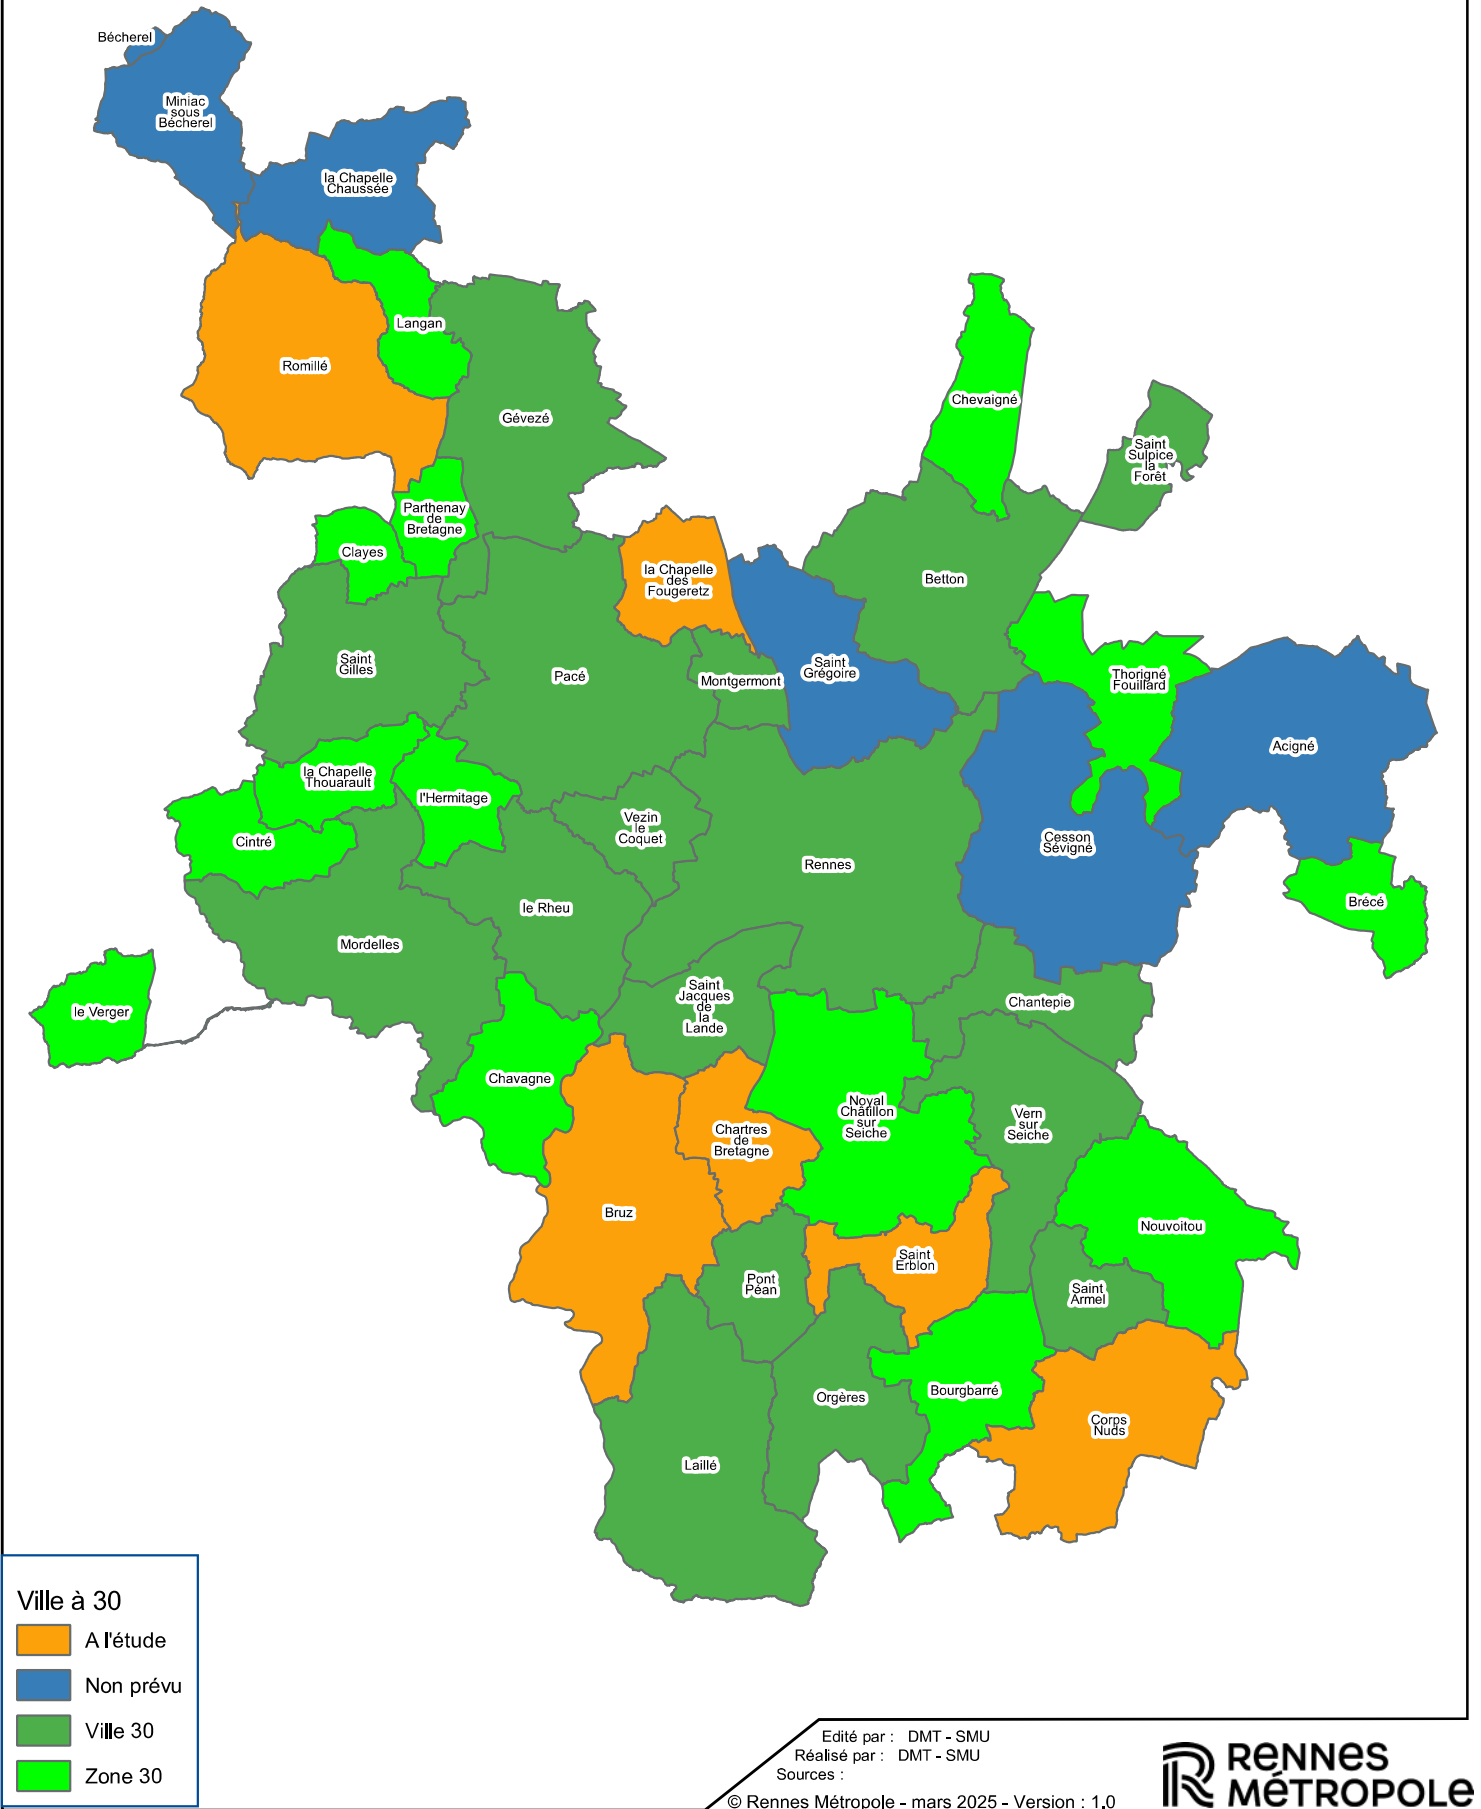 Bécherel
Miniac
sous
Bécherel
la Chapelle
Chaussée
Langan
Romillé
Gévezé
Chevaigné
Saint
Sulpice
la
Forêt
Parthenay
de
Bretagne
Clayes
la Chapelle
des
Fougeretz
Betton
Saint
Gilles
Pacé
Montgermont
Saint
Grégoire
Thorigné
Fouillard
Acigné
la Chapelle
Thouarault
l'Hermitage
Cintré
Vezin
le
Coquet
Rennes
Cesson
Sévigné
Brécé
le Rheu
Mordelles
le Verger
Saint
Jacques
de
la
Lande
Chantepie
Chavagne
Noyal
Châtillon
sur
Seiche
Vern
sur
Seiche
Chartres
de
Bretagne
Bruz
Nouvoitou
Saint
Erblon
Pont
Péan
Saint
Armel
Orgères
Bourgbarré
Corps
Nuds
Laillé
Ville à 30
A l'étude
Non prévu
Ville 30
Zone 30
Edité par : DMT - SMU
Réalisé par : DMT - SMU
Sources :
© Rennes Métropole - mars 2025 - Version : 1.0
RENNES
MÉTROPOLE